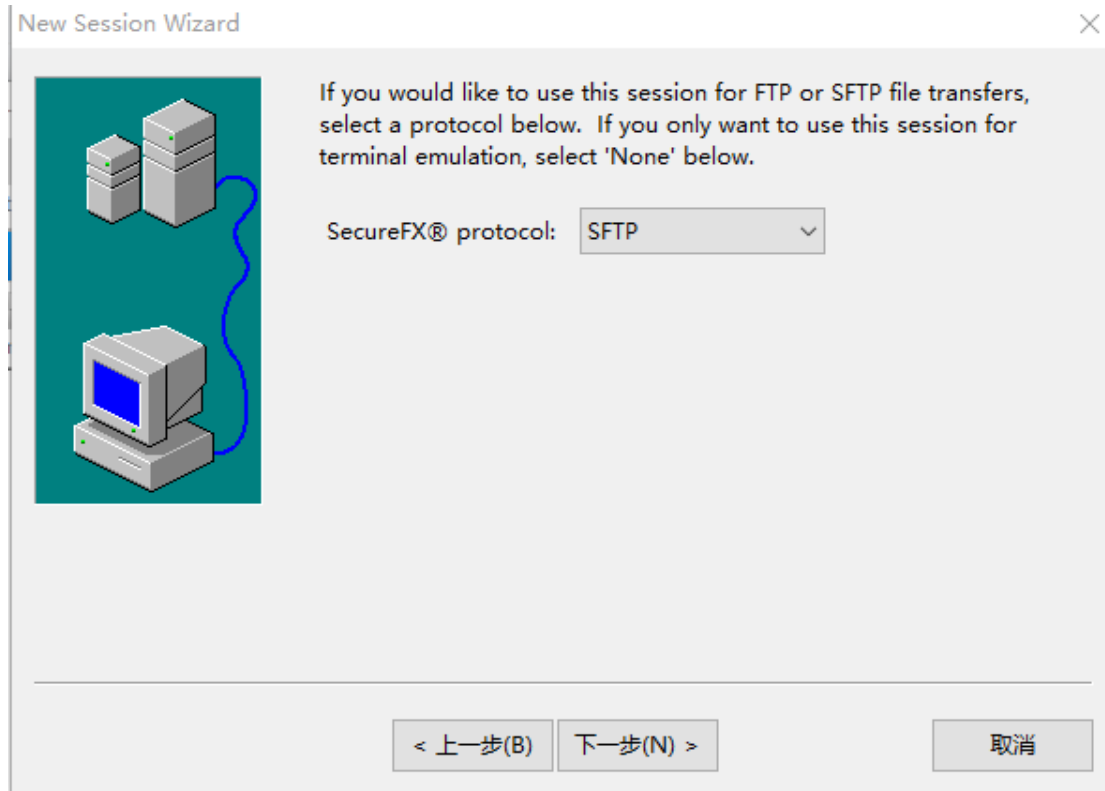 New Session Wizard
If you would like to use this session for FTP or SFTP file transfers,
select a protocol below. If you only want to use this session for
terminal emulation, select 'None' below.
SecureFX® protocol: SFTP
< 上一步(B) 下一步(N) > 取消